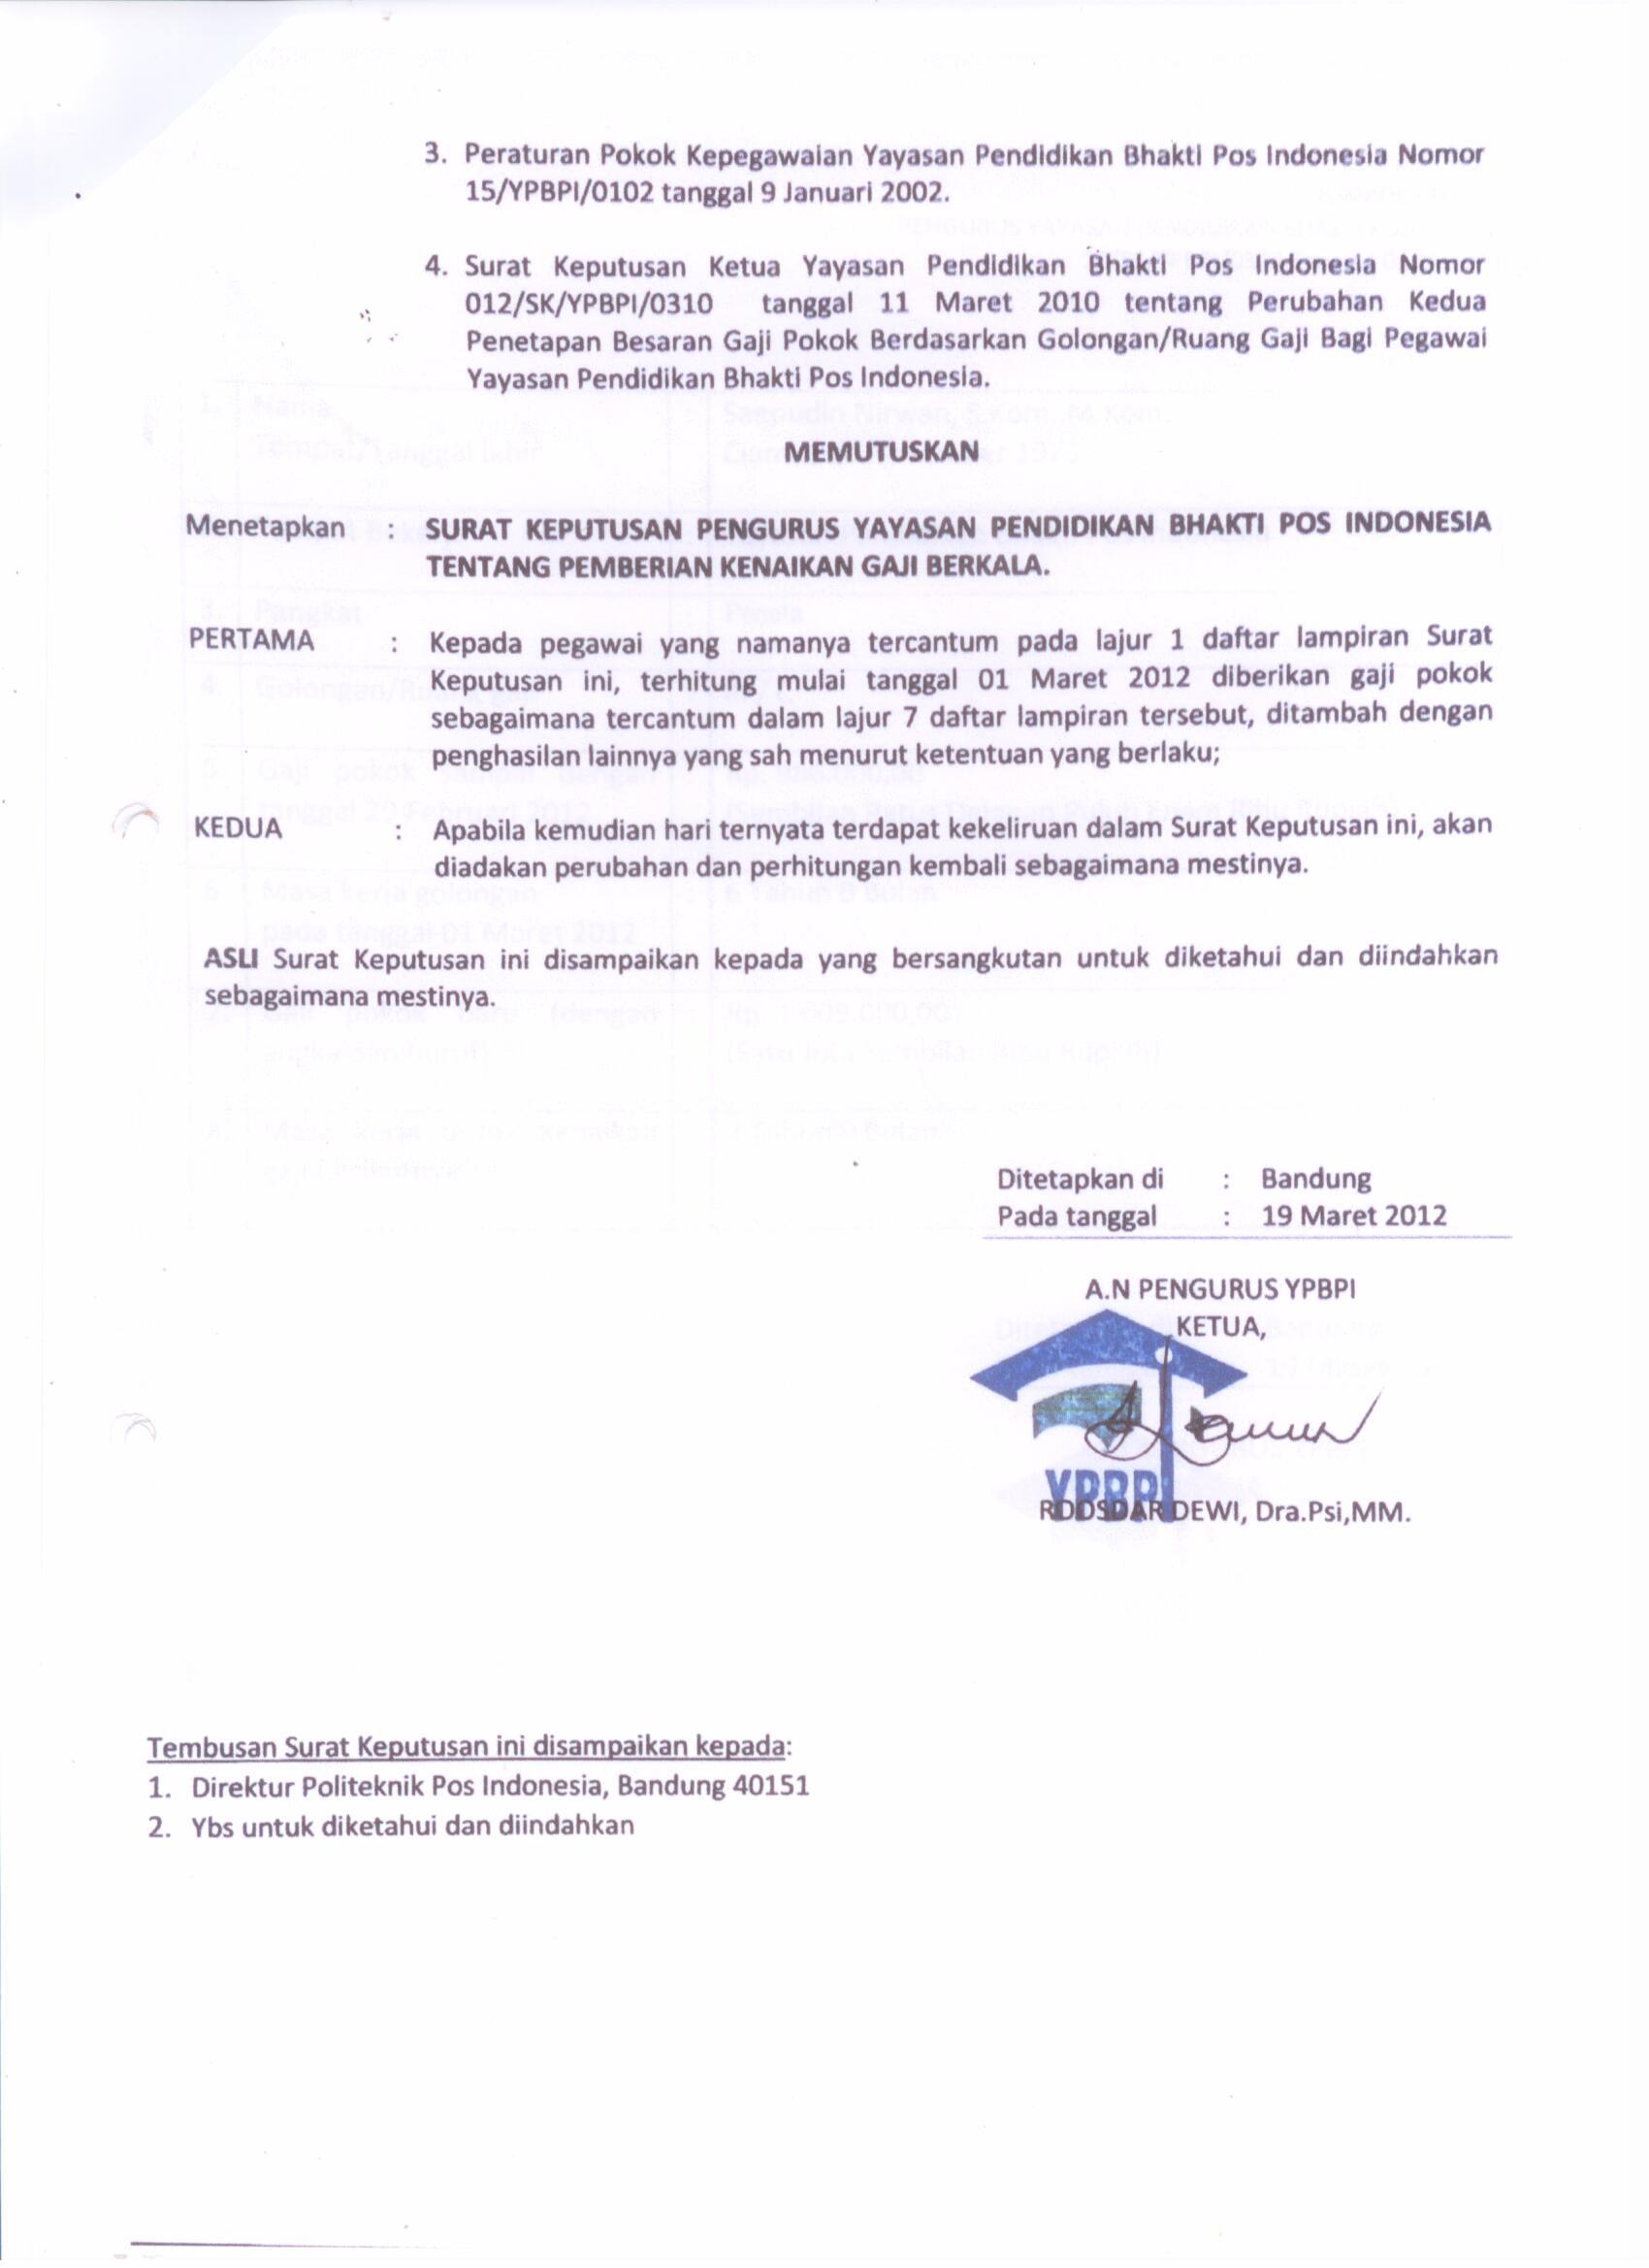 3. Peraturan Pokok Kepegawaian Yayasan Pendidikan Bhakti Pos Indonesia Nomor
15/YPBPI/0102 tanggal 9 Januari 2002.
4. Surat Keputusan Ketua Yayasan Pendidikan Bhakti Pos Indonesia Nomor
012/SK/YPBPI/0310 tanggal 11 Maret 2010 tentang Perubahan Kedua
Penetapan Besaran Gaji Pokok Berdasarkan Golongan/Ruang Gaji Bagi Pegawai
Yayasan Pendidikan Bhakti Pos Indonesia.
MEMUTUSKAN
Menetapkan : SURAT KEPUTUSAN PENGURUS YAYASAN PENDIDIKAN BHAKTI POS INDONESIA
TENTANG PEMBERIAN KENAIKAN GAJI BERKALA.
PERTAMA : Kepada pegawai yang namanya tercantum pada lajur 1 daftar lampiran Surat
Keputusan ini, terhitung mulai tanggal 01 Maret 2012 diberikan gaji pokok
sebagaimana tercantum dalam lajur 7 daftar lampiran tersebut, ditambah dengan
penghasilan lainnya yang sah menurut ketentuan yang berlaku;
KEDUA : Apabila kemudian hari ternyata terdapat kekeliruan dalam Surat Keputusan ini, akan
diadakan perubahan dan perhitungan kembali sebagaimana mestinya.
ASLI Surat Keputusan ini disampaikan kepada yang bersangkutan untuk diketahui dan diindahkan
sebagaimana mestinya.
Ditetapkan di : Bandung
Pada tanggal : 19 Maret 2012
A.N PENGURUS YPBPI
KETUA,
YPBPI
ROOSDAR DEWI, Dra.Psi,MM.
Tembusan Surat Keputusan ini disampaikan kepada:
1. Direktur Politeknik Pos Indonesia, Bandung 40151
2. Ybs untuk diketahui dan diindahkan